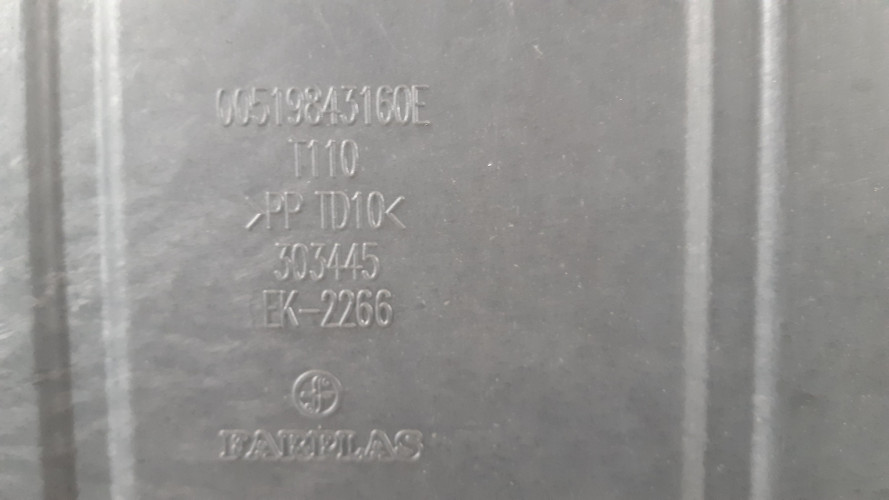 00519843160E
T110
>PP TD10<
303445
EK-2266
FARPLAS